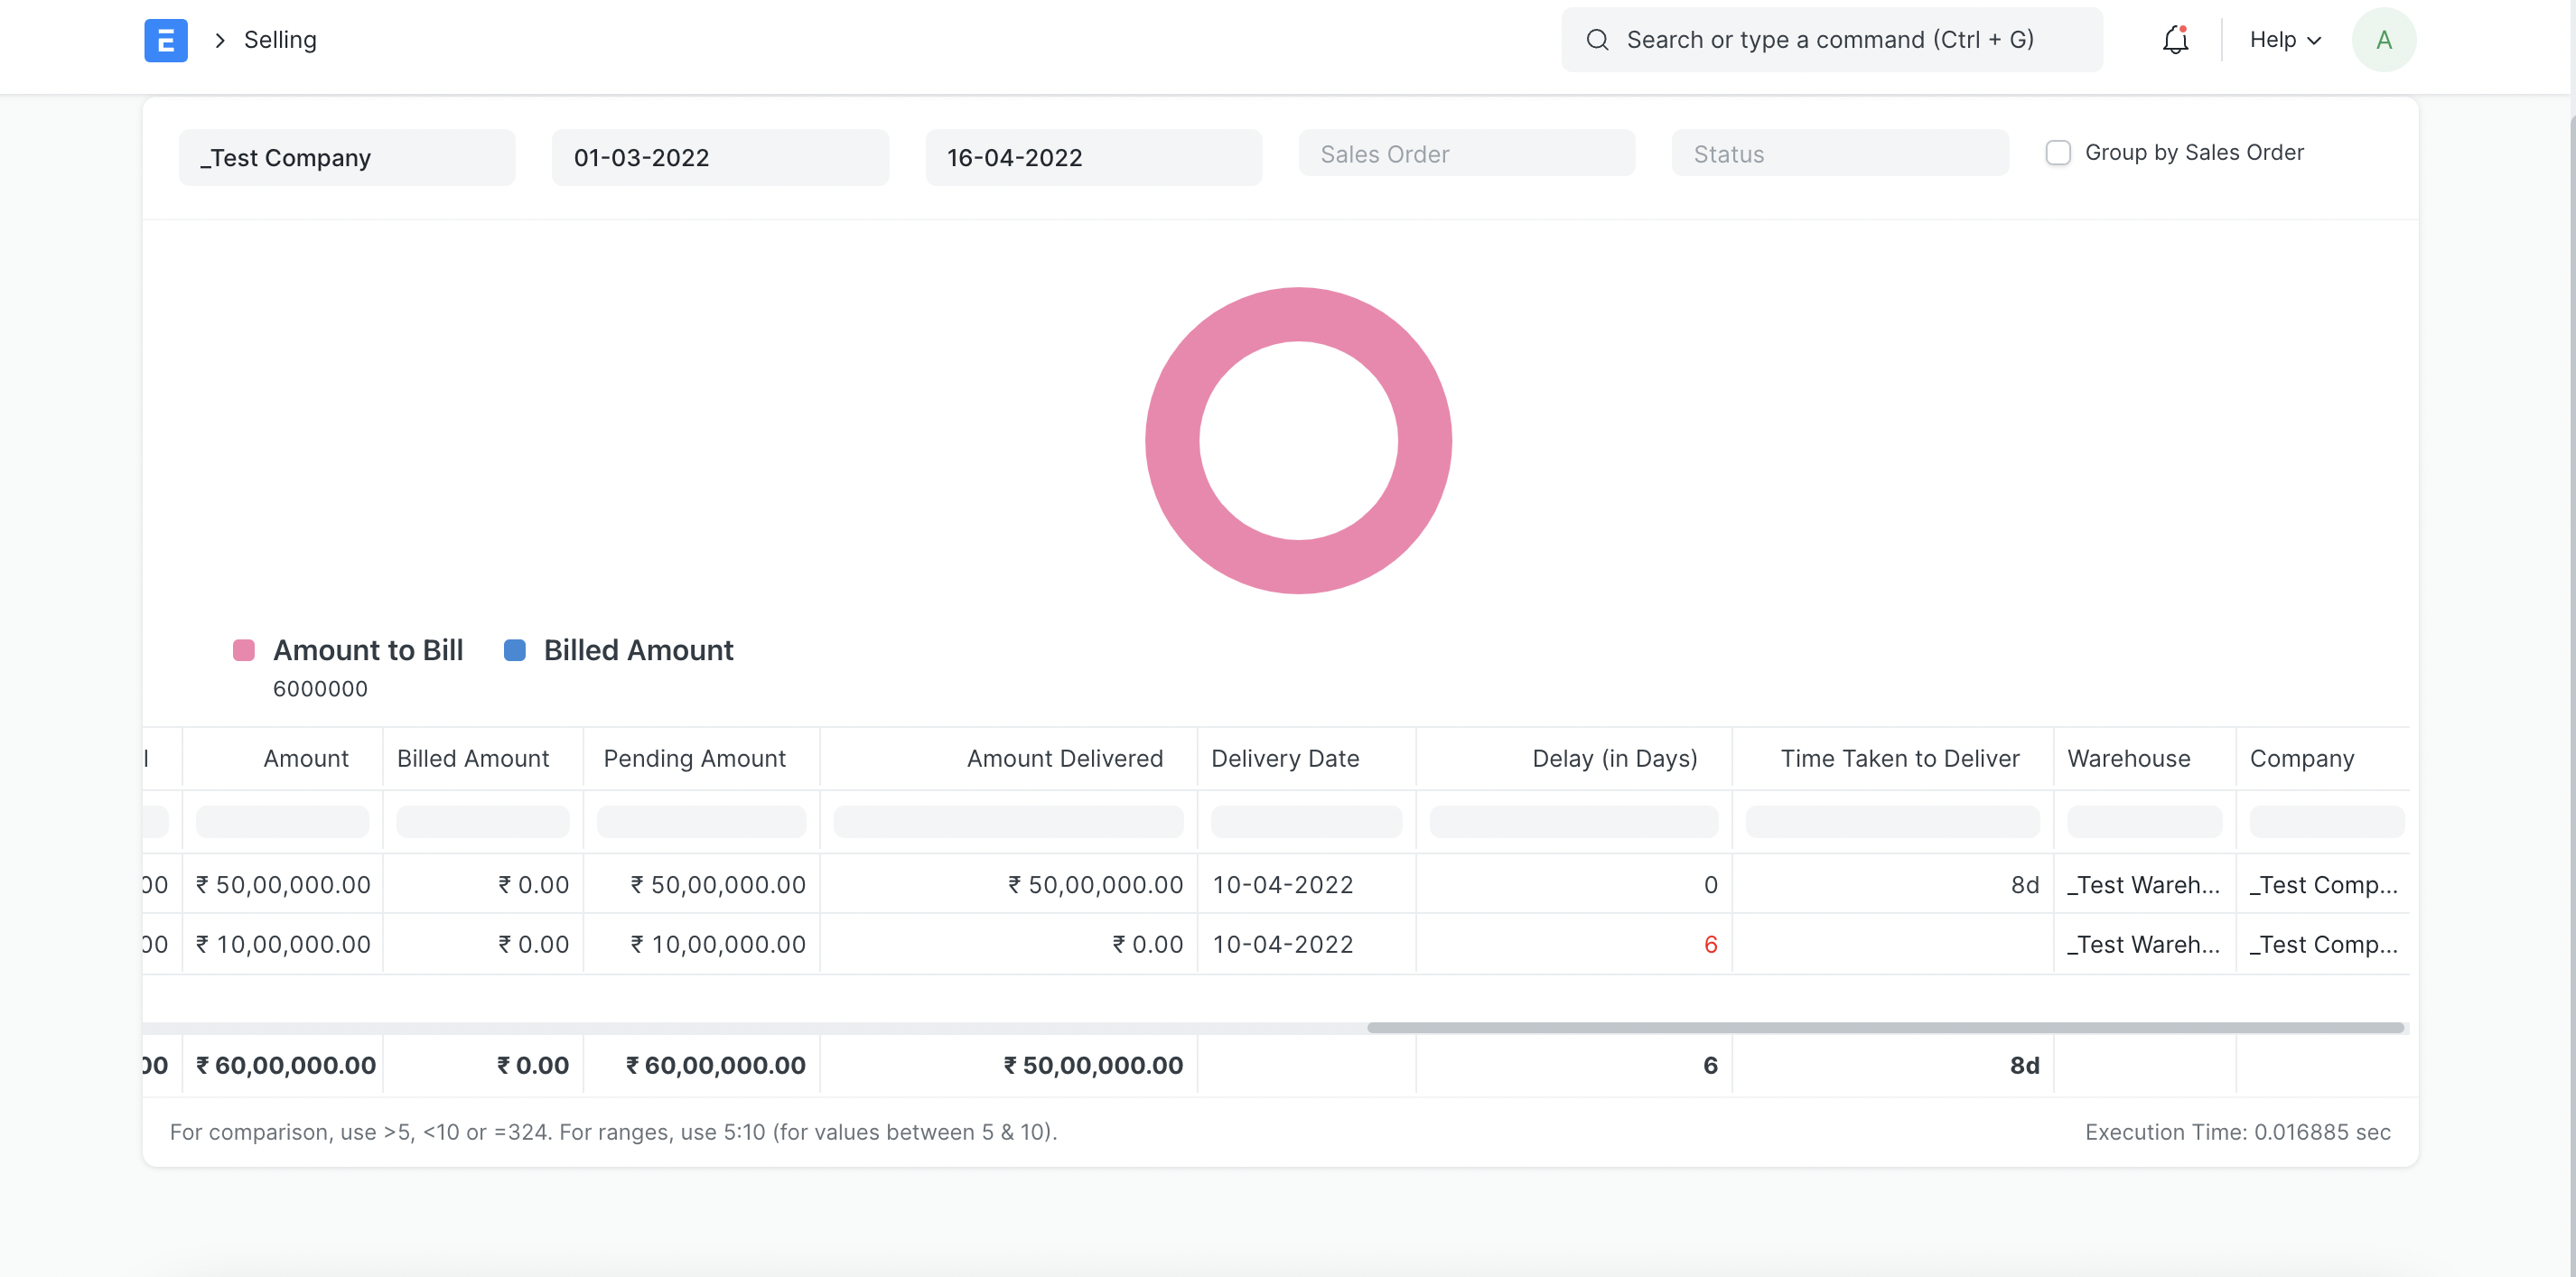 E > Selling Search or type a command (Ctrl + G) Help A
_Test Company 01-03-2022 16-04-2022 Sales Order Status Group by Sales Order
Amount to Bill Billed Amount
6000000
Amount Billed Amount Pending Amount Amount Delivered Delivery Date Delay (in Days) Time Taken to Deliver Warehouse Company
00 ₹ 50,00,000.00 ₹ 0.00 ₹ 50,00,000.00 ₹ 50,00,000.00 10-04-2022 0 8d _Test Wareh... _Test Comp...
00 ₹ 10,00,000.00 ₹ 0.00 ₹ 10,00,000.00 ₹ 0.00 10-04-2022 6 _Test Wareh... _Test Comp...
00 ₹ 60,00,000.00 ₹ 0.00 ₹ 60,00,000.00 ₹ 50,00,000.00 6 8d
For comparison, use >5, <10 or =324. For ranges, use 5:10 (for values between 5 & 10). Execution Time: 0.016885 sec